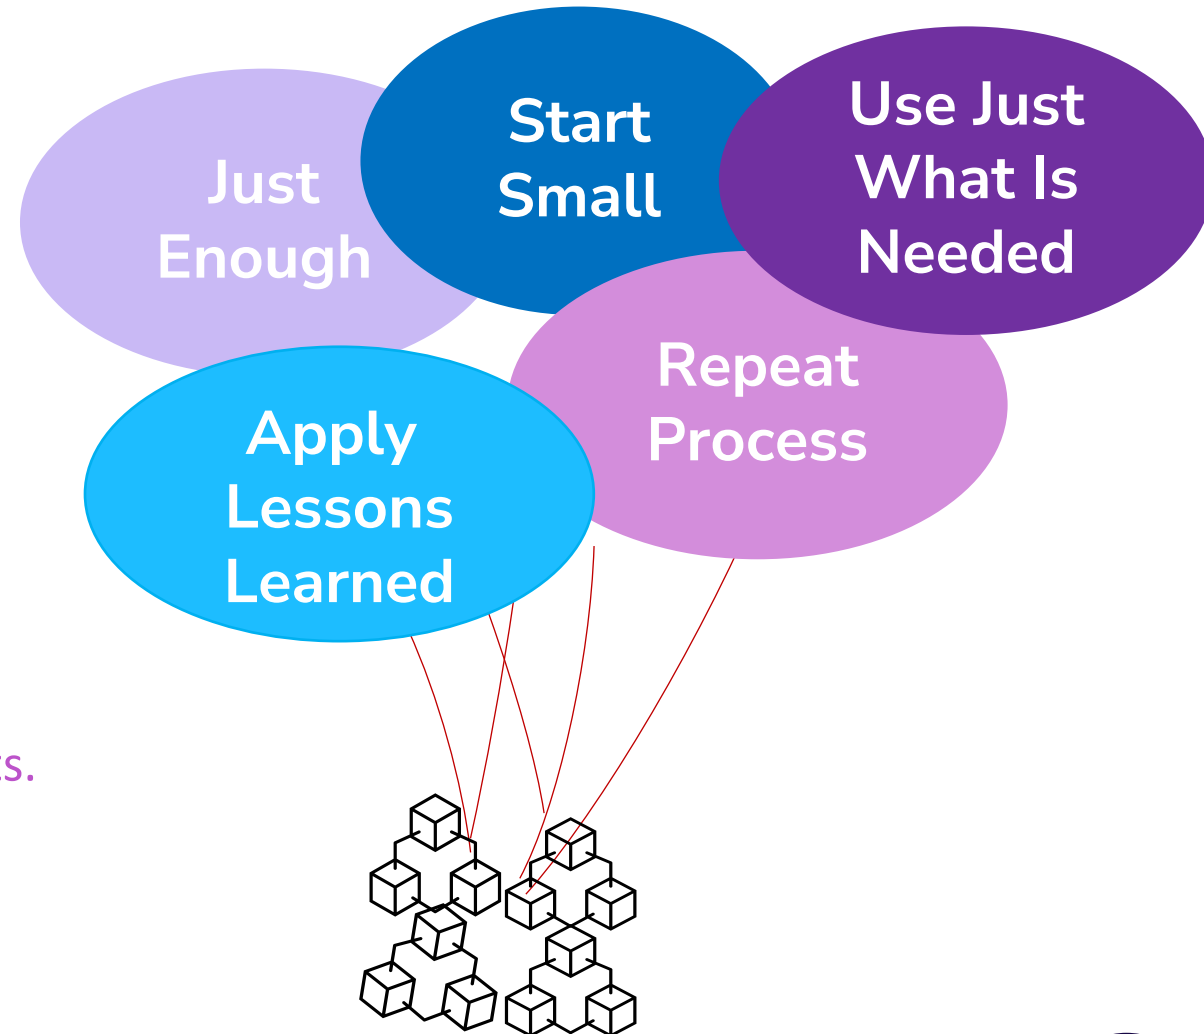 Just
Enough
Start
Small
Use Just
What Is
Needed
Repeat
Process
Apply
Lessons
Learned